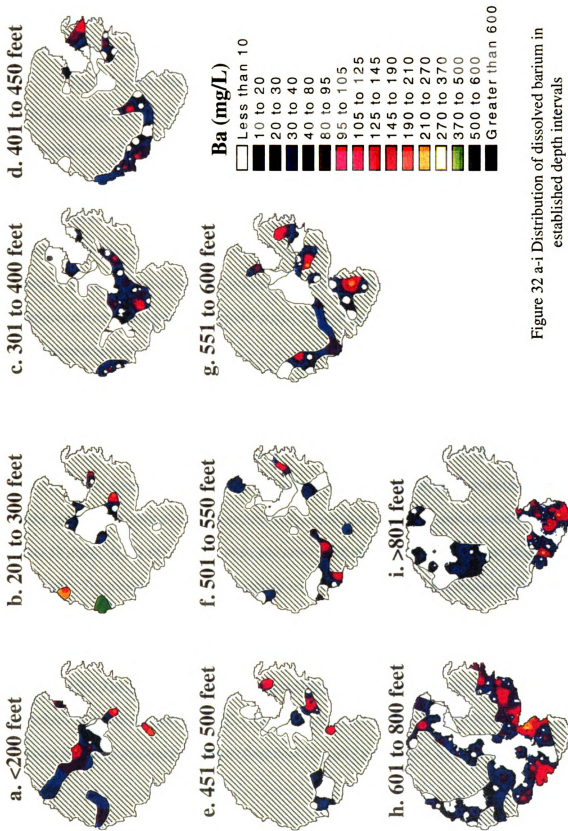 a. <200 feet
b. 201 to 300 feet
c. 301 to 400 feet
d. 401 to 450 feet
e. 451 to 500 feet
f. 501 to 550 feet
g. 551 to 600 feet
h. 601 to 800 feet
i. >801 feet
Ba (mg/L)
Less than 10
10 to 20
20 to 30
30 to 40
40 to 80
80 to 95
95 to 105
105 to 125
125 to 145
145 to 190
190 to 210
210 to 270
270 to 370
370 to 500
500 to 600
Greater than 600
Figure 32 a-i Distribution of dissolved barium in
established depth intervals